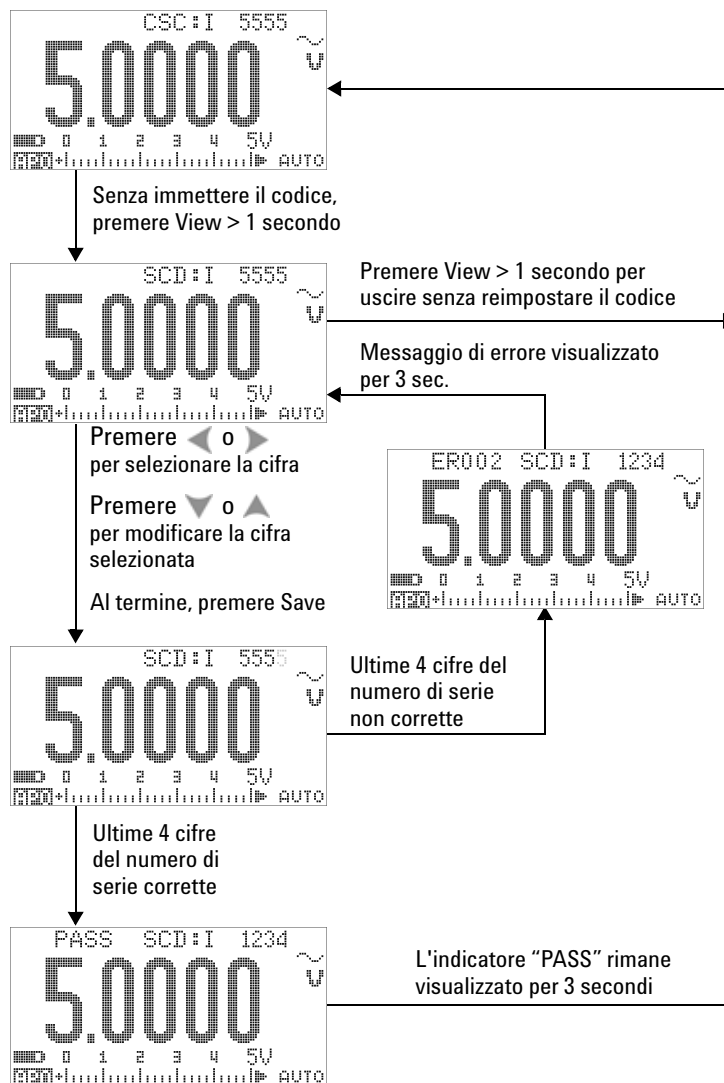 CSC:I 5555
5.0000
0 1 2 3 4 5V
APO AUTO
Senza immettere il codice,
premere View > 1 secondo
SCD:I 5555
5.0000
0 1 2 3 4 5V
APO AUTO
Premere View > 1 secondo per
uscire senza reimpostare il codice
Messaggio di errore visualizzato
per 3 sec.
Premere o
per selezionare la cifra
Premere o
per modificare la cifra
selezionata
Al termine, premere Save
ER002 SCD:I 1234
5.0000
0 1 2 3 4 5V
APO AUTO
SCD:I 5555
5.0000
0 1 2 3 4 5V
APO AUTO
Ultime 4 cifre del
numero di serie
non corrette
Ultime 4 cifre
del numero di
serie corrette
PASS SCD:I 1234
5.0000
0 1 2 3 4 5V
APO AUTO
L'indicatore “PASS” rimane
visualizzato per 3 secondi